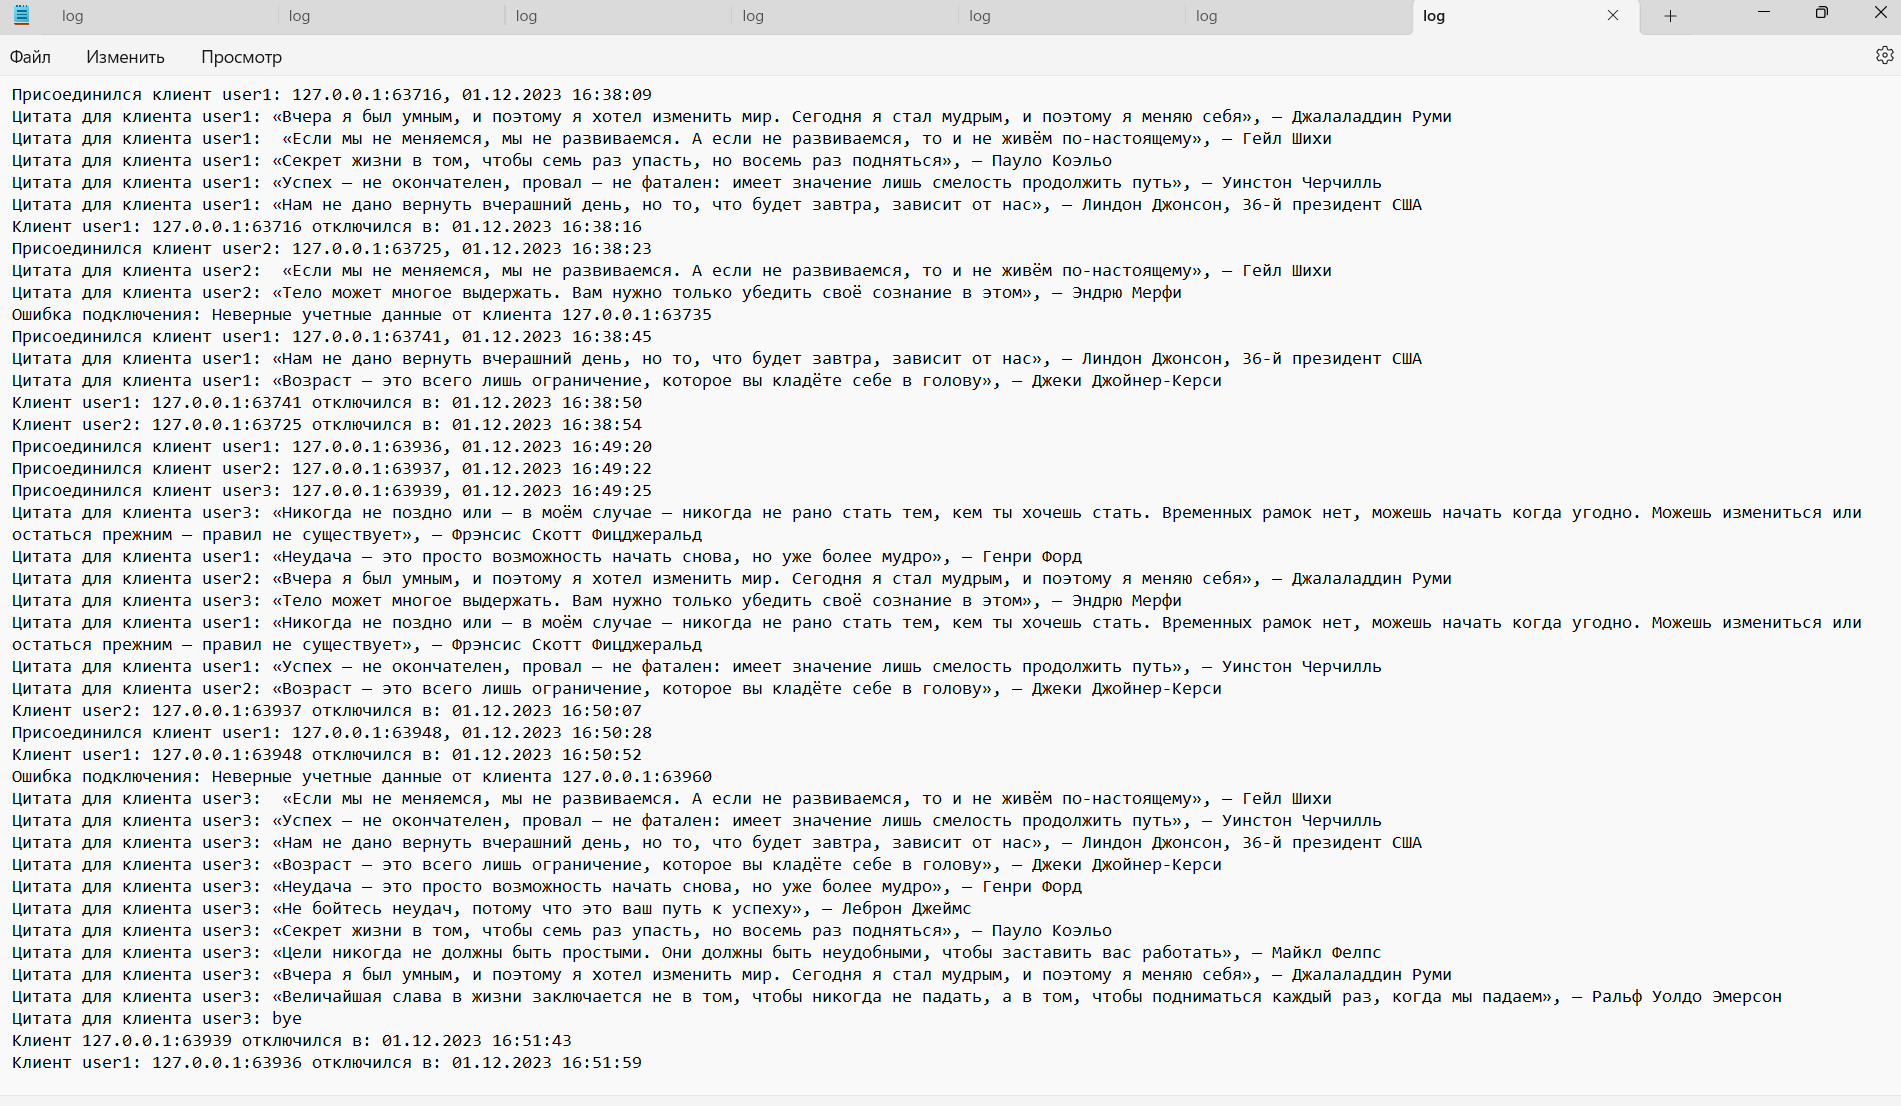 log
log
log
log
log
log
log
Файл Изменить Просмотр
Присоединился клиент user1: 127.0.0.1:63716, 01.12.2023 16:38:09
Цитата для клиента user1: «Вчера я был умным, и поэтому я хотел изменить мир. Сегодня я стал мудрым, и поэтому я меняю себя», — Джалаладдин Руми
Цитата для клиента user1:  «Если мы не меняемся, мы не развиваемся. А если не развиваемся, то и не живём по-настоящему», — Гейл Шихи
Цитата для клиента user1: «Секрет жизни в том, чтобы семь раз упасть, но восемь раз подняться», — Пауло Коэльо
Цитата для клиента user1: «Успех — не окончателен, провал — не фатален: имеет значение лишь смелость продолжить путь», — Уинстон Черчилль
Цитата для клиента user1: «Нам не дано вернуть вчерашний день, но то, что будет завтра, зависит от нас», — Линдон Джонсон, 36-й президент США
Клиент user1: 127.0.0.1:63716 отключился в: 01.12.2023 16:38:16
Присоединился клиент user2: 127.0.0.1:63725, 01.12.2023 16:38:23
Цитата для клиента user2:  «Если мы не меняемся, мы не развиваемся. А если не развиваемся, то и не живём по-настоящему», — Гейл Шихи
Цитата для клиента user2: «Тело может многое выдержать. Вам нужно только убедить своё сознание в этом», — Эндрю Мерфи
Ошибка подключения: Неверные учетные данные от клиента 127.0.0.1:63735
Присоединился клиент user1: 127.0.0.1:63741, 01.12.2023 16:38:45
Цитата для клиента user1: «Нам не дано вернуть вчерашний день, но то, что будет завтра, зависит от нас», — Линдон Джонсон, 36-й президент США
Цитата для клиента user1: «Возраст — это всего лишь ограничение, которое вы кладёте себе в голову», — Джеки Джойнер-Керси
Клиент user1: 127.0.0.1:63741 отключился в: 01.12.2023 16:38:50
Клиент user2: 127.0.0.1:63725 отключился в: 01.12.2023 16:38:54
Присоединился клиент user1: 127.0.0.1:63936, 01.12.2023 16:49:20
Присоединился клиент user2: 127.0.0.1:63937, 01.12.2023 16:49:22
Присоединился клиент user3: 127.0.0.1:63939, 01.12.2023 16:49:25
Цитата для клиента user3: «Никогда не поздно или — в моём случае — никогда не рано стать тем, кем ты хочешь стать. Временных рамок нет, можешь начать когда угодно. Можешь измениться или
остаться прежним — правил не существует», — Фрэнсис Скотт Фицджеральд
Цитата для клиента user1: «Неудача — это просто возможность начать снова, но уже более мудро», — Генри Форд
Цитата для клиента user2: «Вчера я был умным, и поэтому я хотел изменить мир. Сегодня я стал мудрым, и поэтому я меняю себя», — Джалаладдин Руми
Цитата для клиента user3: «Тело может многое выдержать. Вам нужно только убедить своё сознание в этом», — Эндрю Мерфи
Цитата для клиента user1: «Никогда не поздно или — в моём случае — никогда не рано стать тем, кем ты хочешь стать. Временных рамок нет, можешь начать когда угодно. Можешь измениться или
остаться прежним — правил не существует», — Фрэнсис Скотт Фицджеральд
Цитата для клиента user1: «Успех — не окончателен, провал — не фатален: имеет значение лишь смелость продолжить путь», — Уинстон Черчилль
Цитата для клиента user2: «Возраст — это всего лишь ограничение, которое вы кладёте себе в голову», — Джеки Джойнер-Керси
Клиент user2: 127.0.0.1:63937 отключился в: 01.12.2023 16:50:07
Присоединился клиент user1: 127.0.0.1:63948, 01.12.2023 16:50:28
Клиент user1: 127.0.0.1:63948 отключился в: 01.12.2023 16:50:52
Ошибка подключения: Неверные учетные данные от клиента 127.0.0.1:63960
Цитата для клиента user3:  «Если мы не меняемся, мы не развиваемся. А если не развиваемся, то и не живём по-настоящему», — Гейл Шихи
Цитата для клиента user3: «Успех — не окончателен, провал — не фатален: имеет значение лишь смелость продолжить путь», — Уинстон Черчилль
Цитата для клиента user3: «Нам не дано вернуть вчерашний день, но то, что будет завтра, зависит от нас», — Линдон Джонсон, 36-й президент США
Цитата для клиента user3: «Возраст — это всего лишь ограничение, которое вы кладёте себе в голову», — Джеки Джойнер-Керси
Цитата для клиента user3: «Неудача — это просто возможность начать снова, но уже более мудро», — Генри Форд
Цитата для клиента user3: «Не бойтесь неудач, потому что это ваш путь к успеху», — Леброн Джеймс
Цитата для клиента user3: «Секрет жизни в том, чтобы семь раз упасть, но восемь раз подняться», — Пауло Коэльо
Цитата для клиента user3: «Цели никогда не должны быть простыми. Они должны быть неудобными, чтобы заставить вас работать», — Майкл Фелпс
Цитата для клиента user3: «Вчера я был умным, и поэтому я хотел изменить мир. Сегодня я стал мудрым, и поэтому я меняю себя», — Джалаладдин Руми
Цитата для клиента user3: «Величайшая слава в жизни заключается не в том, чтобы никогда не падать, а в том, чтобы подниматься каждый раз, когда мы падаем», — Ральф Уолдо Эмерсон
Цитата для клиента user3: bye
Клиент 127.0.0.1:63939 отключился в: 01.12.2023 16:51:43
Клиент user1: 127.0.0.1:63936 отключился в: 01.12.2023 16:51:59